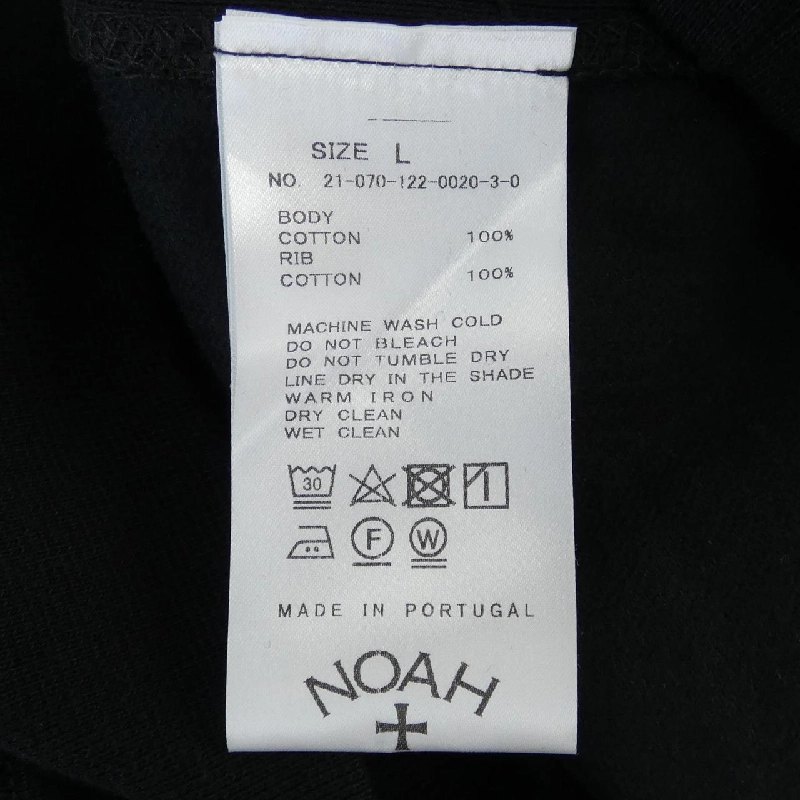 SIZE L
NO. 21-070-122-0020-3-0
BODY
COTTON 100%
RIB
COTTON 100%
MACHINE WASH COLD
DO NOT BLEACH
DO NOT TUMBLE DRY
LINE DRY IN THE SHADE
WARM IRON
DRY CLEAN
WET CLEAN
30
F W
MADE IN PORTUGAL
NOAH